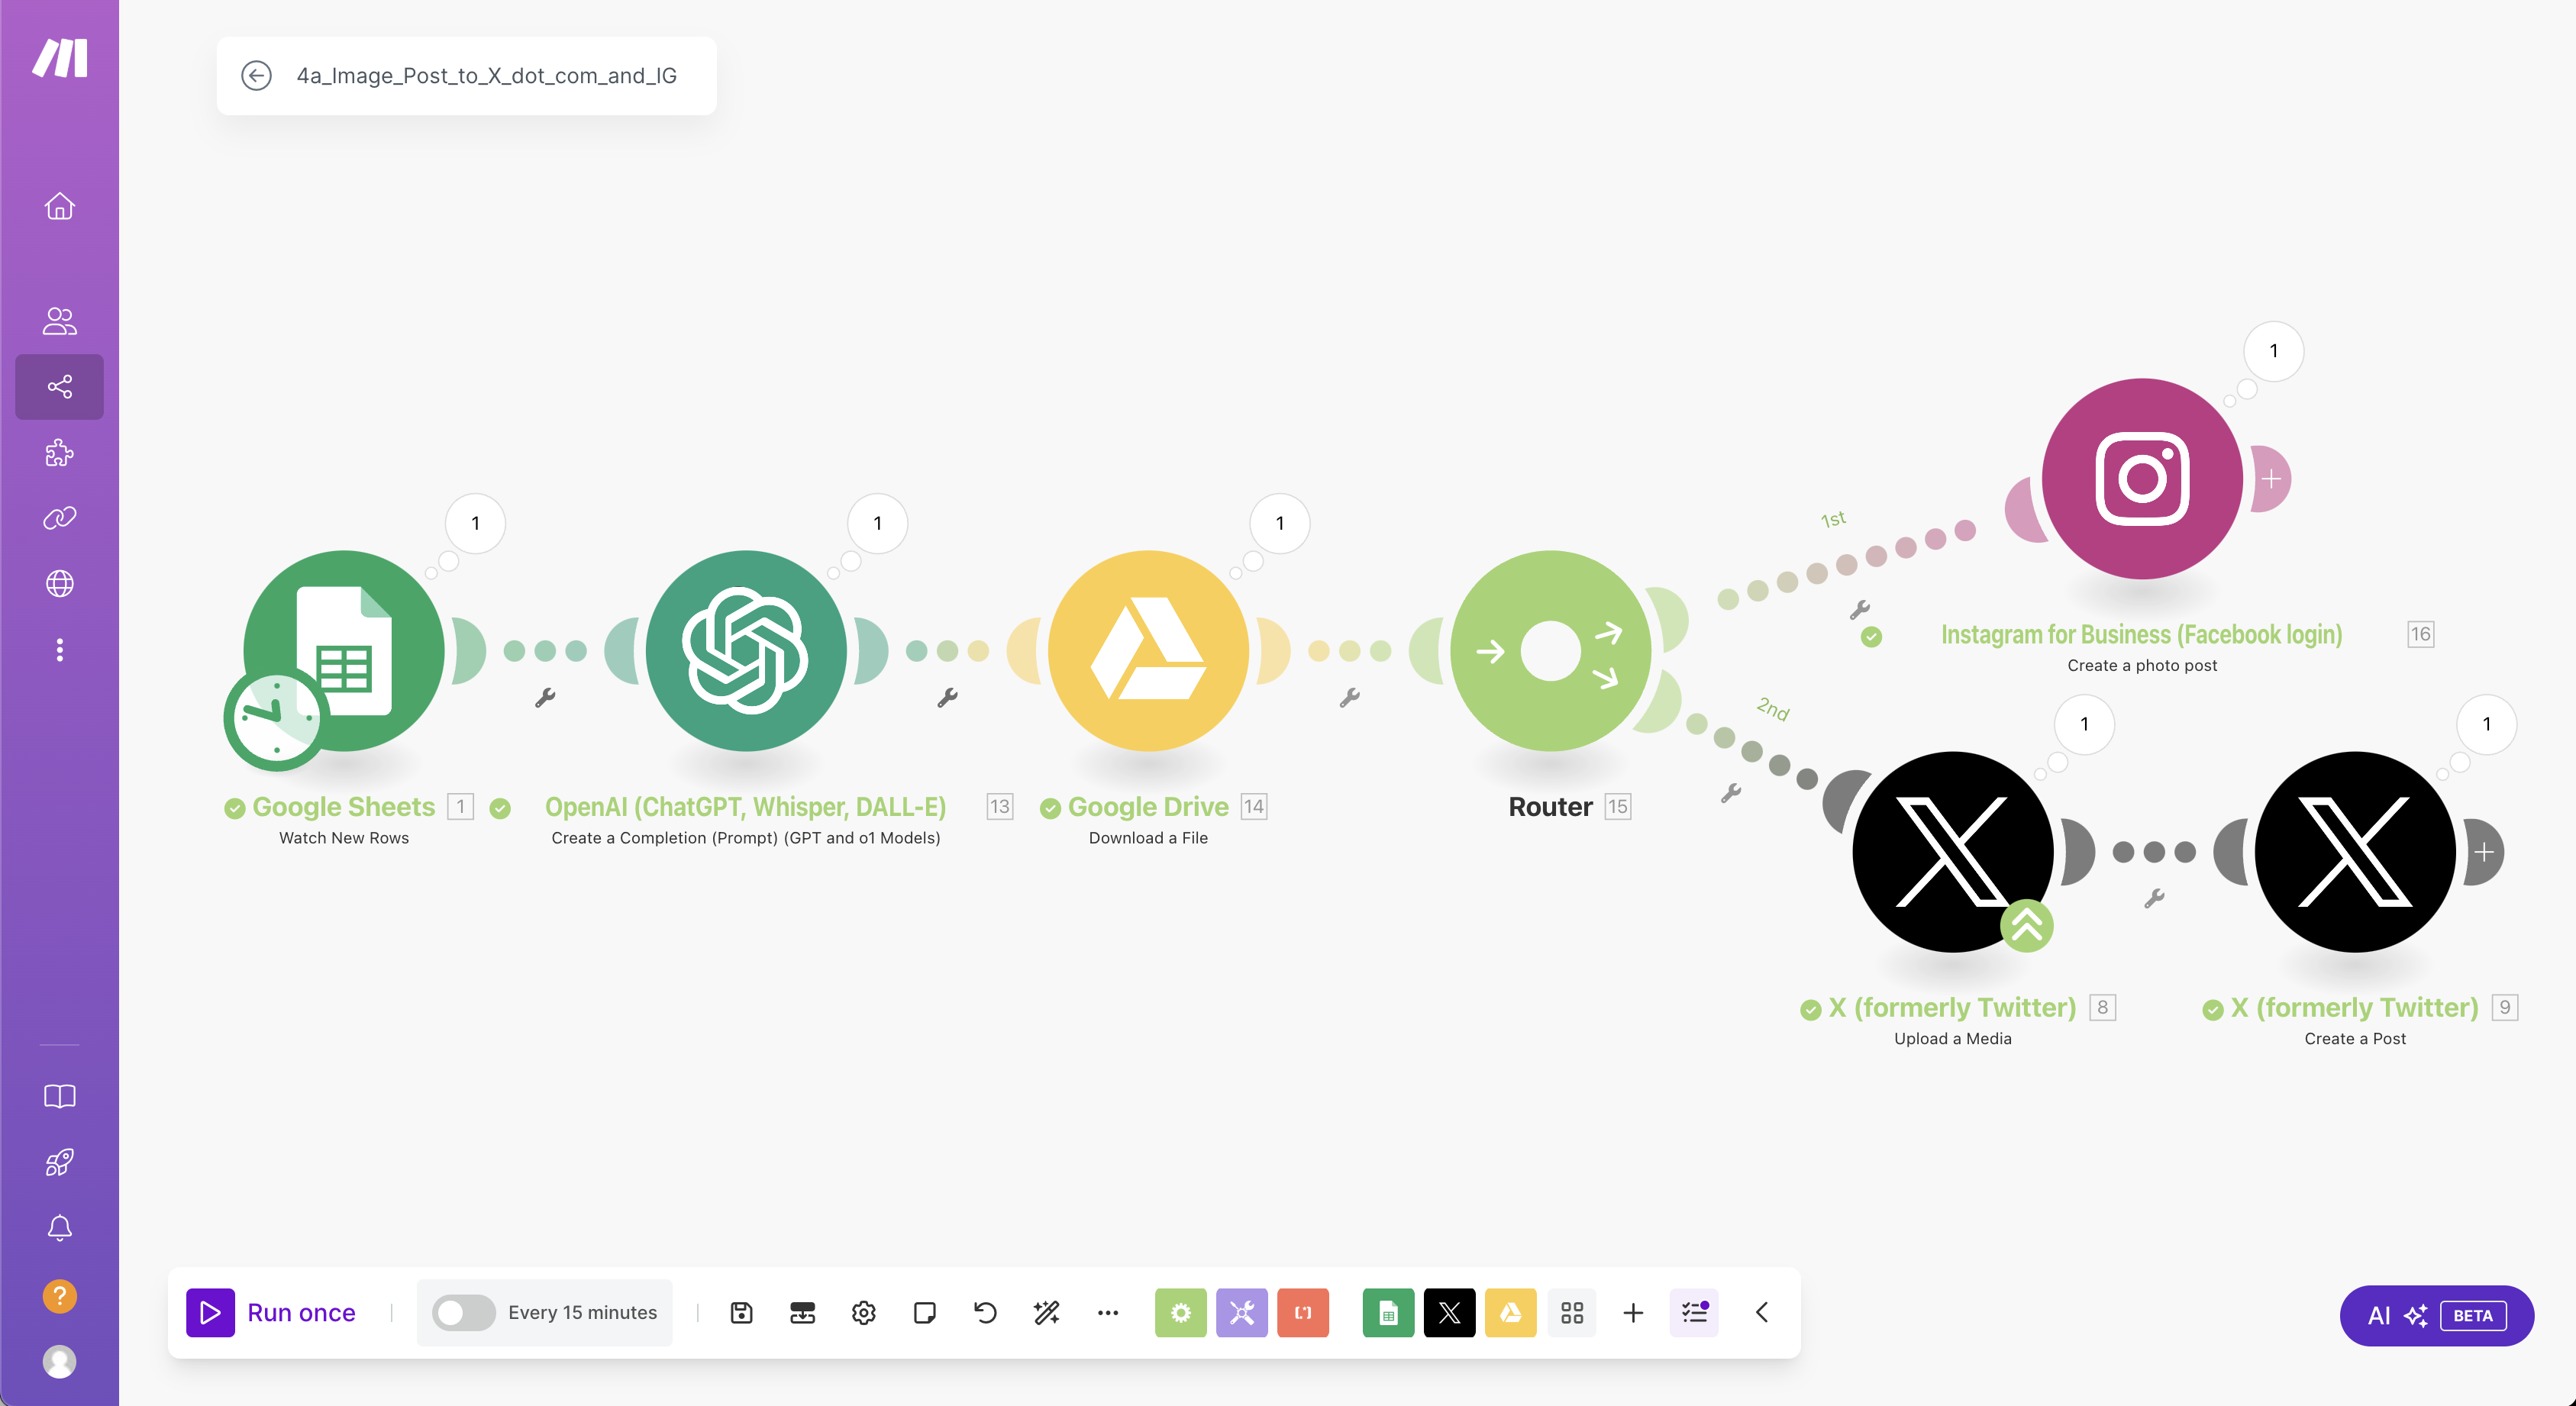 4a_Image_Post_to_X_dot_com_and_IG
1
1
1
1
1st
Instagram for Business (Facebook login) 16
Create a photo post
2nd
1
1
Google Sheets 1
Watch New Rows
OpenAI (ChatGPT, Whisper, DALL-E) 13
Create a Completion (Prompt) (GPT and o1 Models)
Google Drive 14
Download a File
Router 15
X (formerly Twitter) 8
Upload a Media
X (formerly Twitter) 9
Create a Post
?
Run once
Every 15 minutes
AI BETA